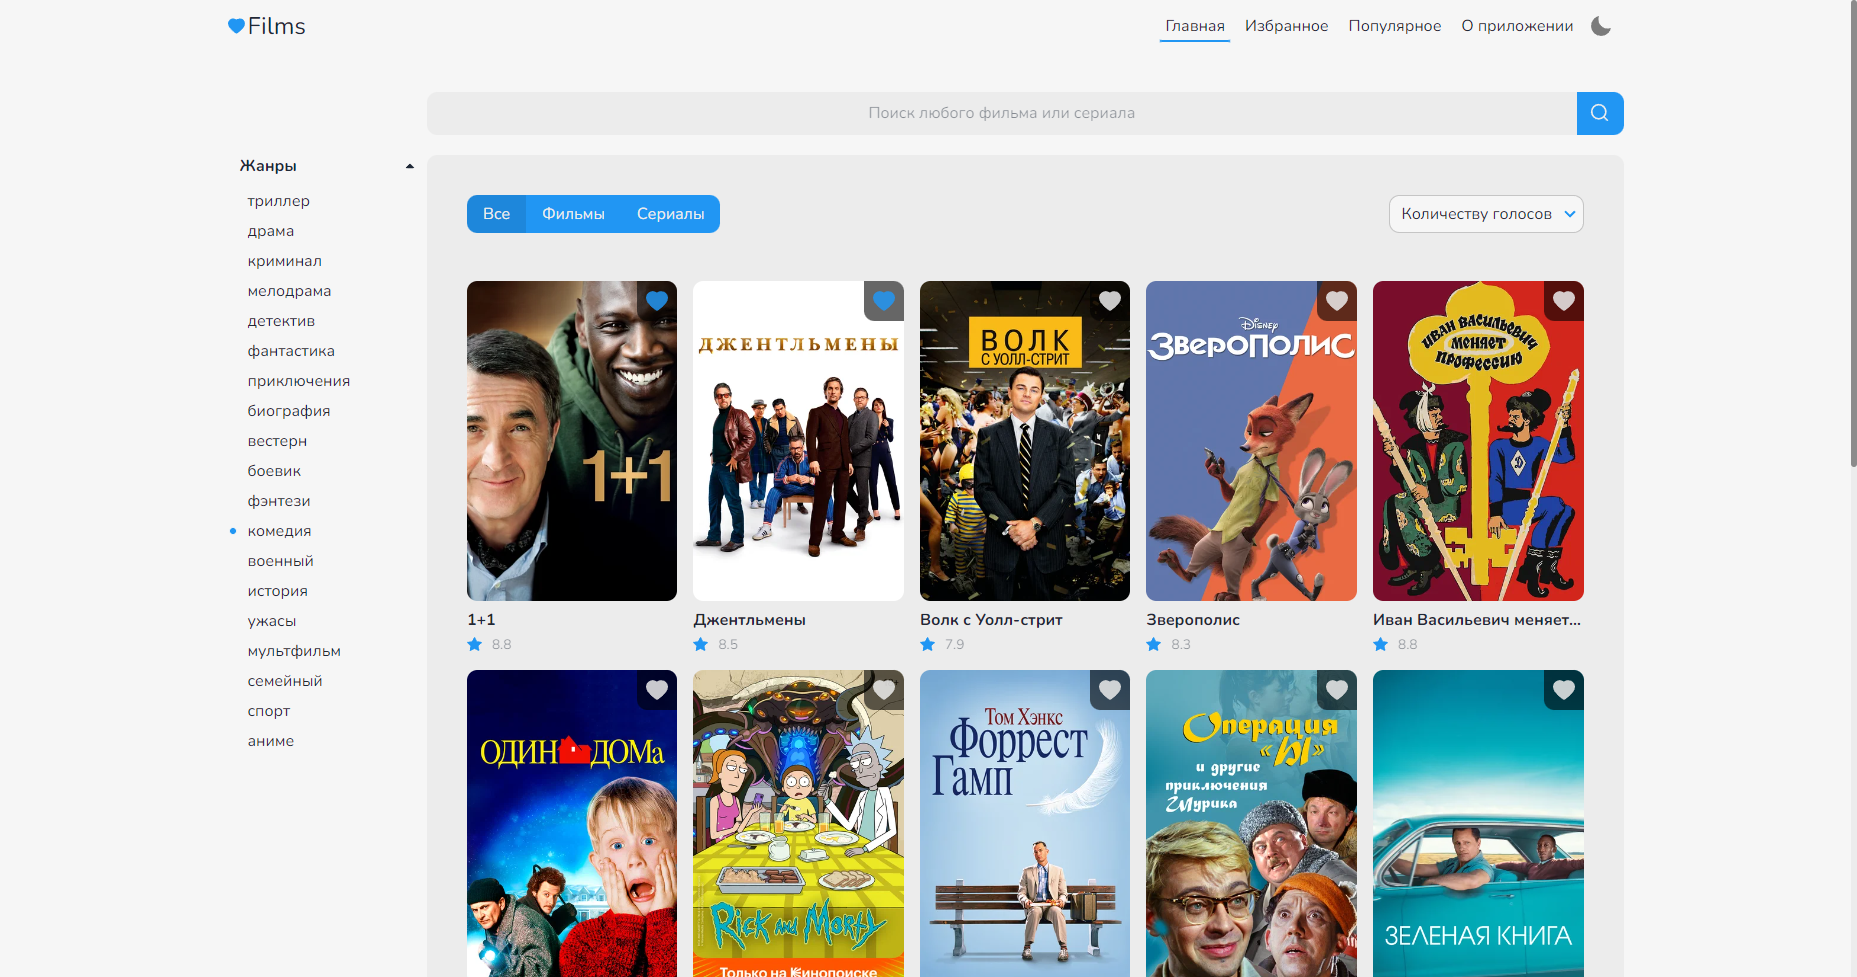 Films
Главная
Избранное
Популярное
О приложении
Поиск любого фильма или сериала
Жанры
триллер
драма
криминал
мелодрама
детектив
фантастика
приключения
биография
вестерн
боевик
фэнтези
комедия
военный
история
ужасы
мультфильм
семейный
спорт
аниме
Все
Фильмы
Сериалы
Количеству голосов
1+1
ДЖЕНТЛЬМЕНЫ
ВОЛК
С УОЛЛ-СТРИТ
Disney
ЗВЕРОПОЛИС
ИВАН ВАСИЛЬЕВИЧ
МЕНЯЕТ
ПРОФЕССИЮ
1+1
8.8
Джентльмены
8.5
Волк с Уолл-стрит
7.9
Зверополис
8.3
Иван Васильевич меняет...
8.8
ОДИН ДОМа
Rick and Morty
Только на Кинопоиске
Том Хэнкс
Форрест
Гамп
Операция
«Ы»
и другие
приключения
Шурика
ЗЕЛЕНАЯ КНИГА